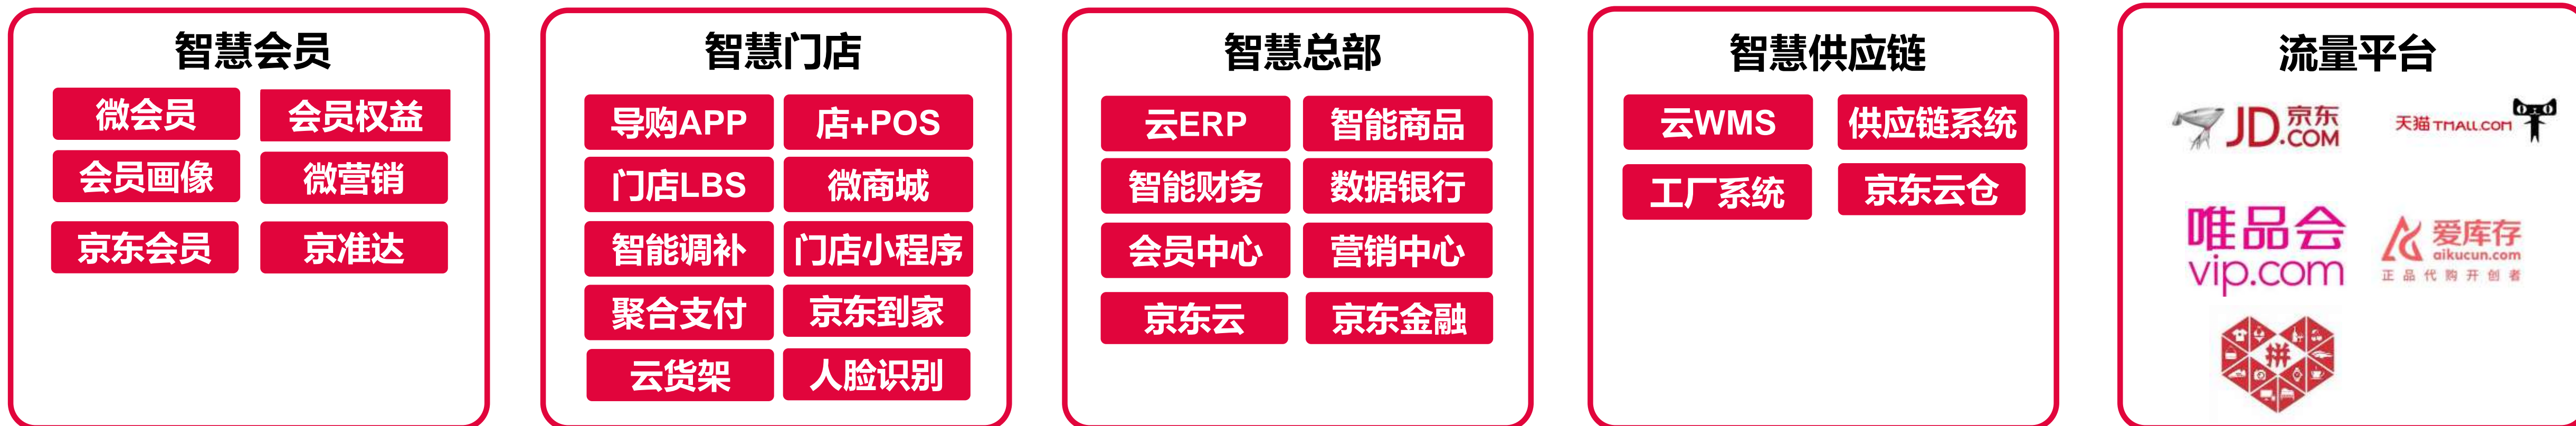 智慧会员
微会员 会员权益
会员画像 微营销
京东会员 京准达
智慧门店
导购APP 店+POS
门店LBS 微商城
智能调补 门店小程序
聚合支付 京东到家
云货架 人脸识别
智慧总部
云ERP 智能商品
智能财务 数据银行
会员中心 营销中心
京东云 京东金融
智慧供应链
云WMS 供应链系统
工厂系统 京东云仓
流量平台
JD.COM 京东
天猫 TMALL.COM
唯品会
vip.com
爱库存
aikucun.com
正品代购开创者
拼